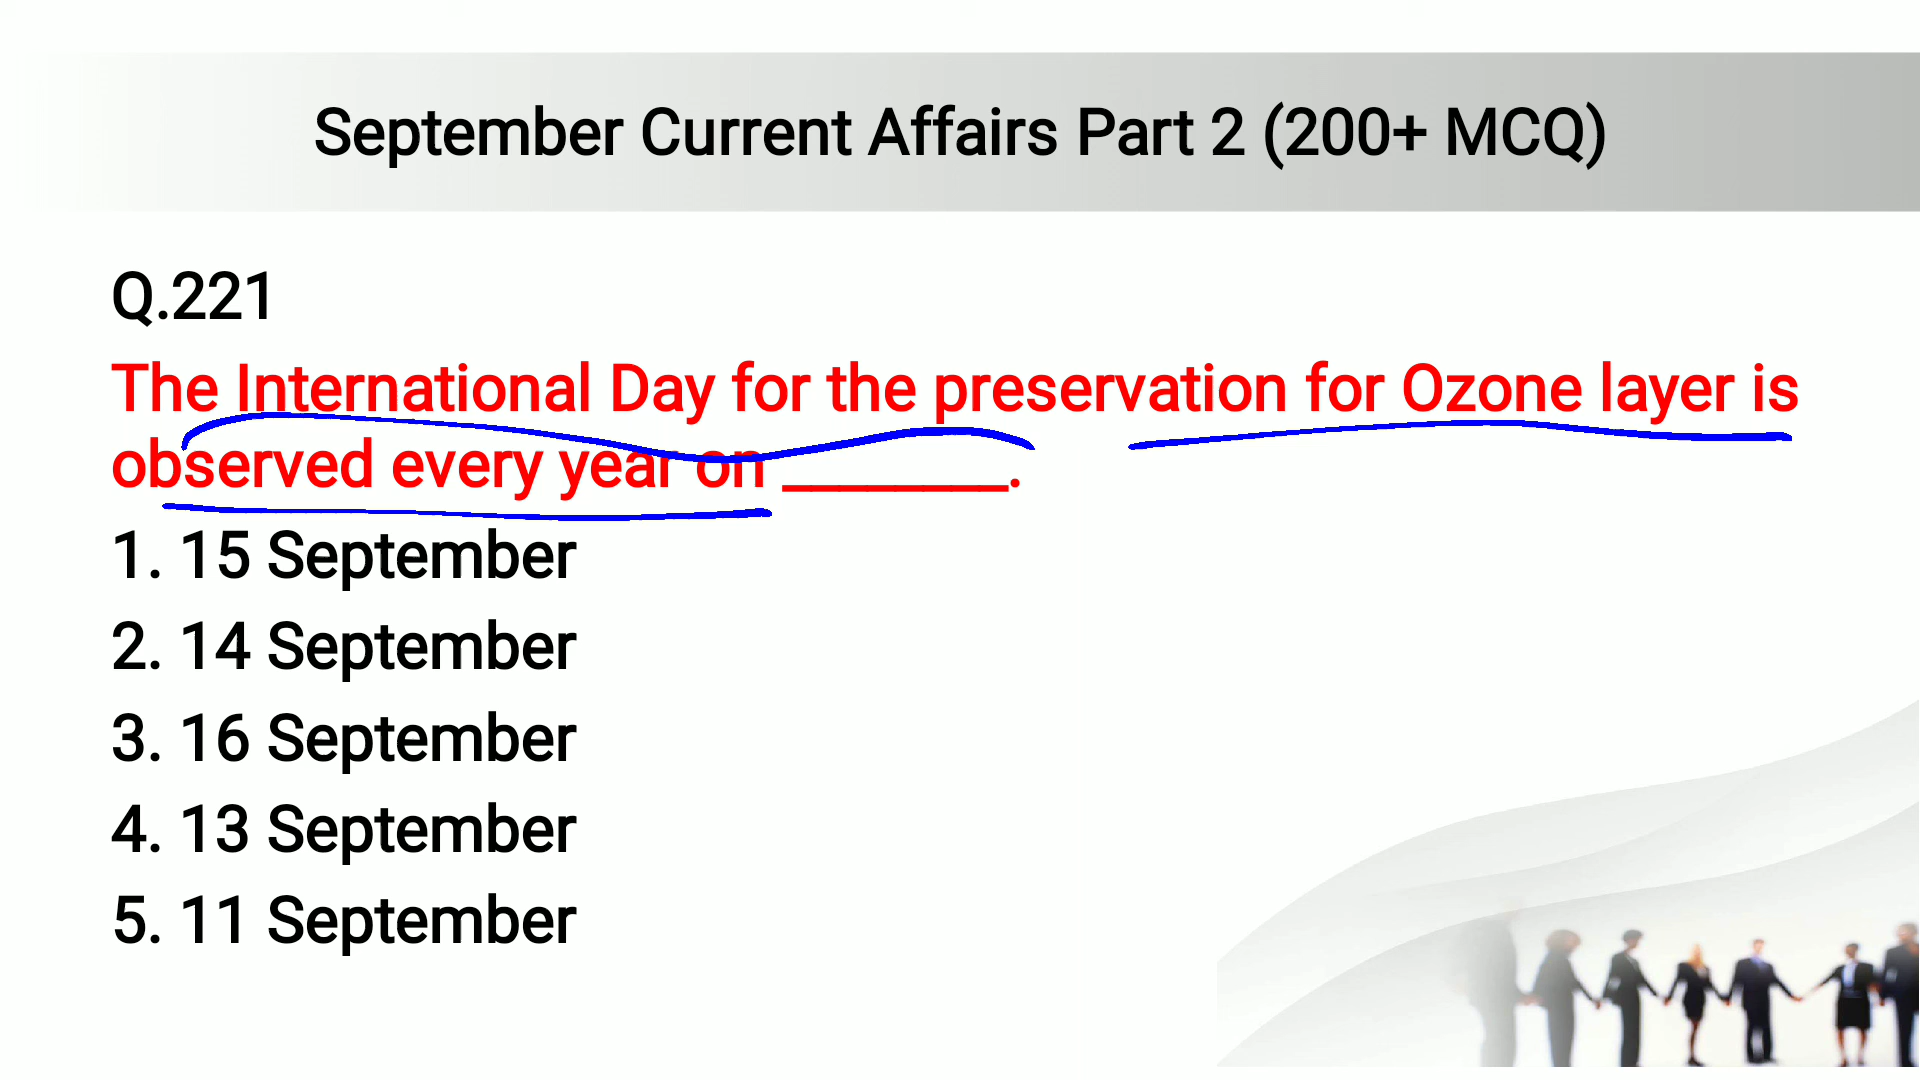 September Current Affairs Part 2 (200+ MCQ)
Q.221
The International Day for the preservation for Ozone layer is
observed every year on ________.
1. 15 September
2. 14 September
3. 16 September
4. 13 September
5. 11 September